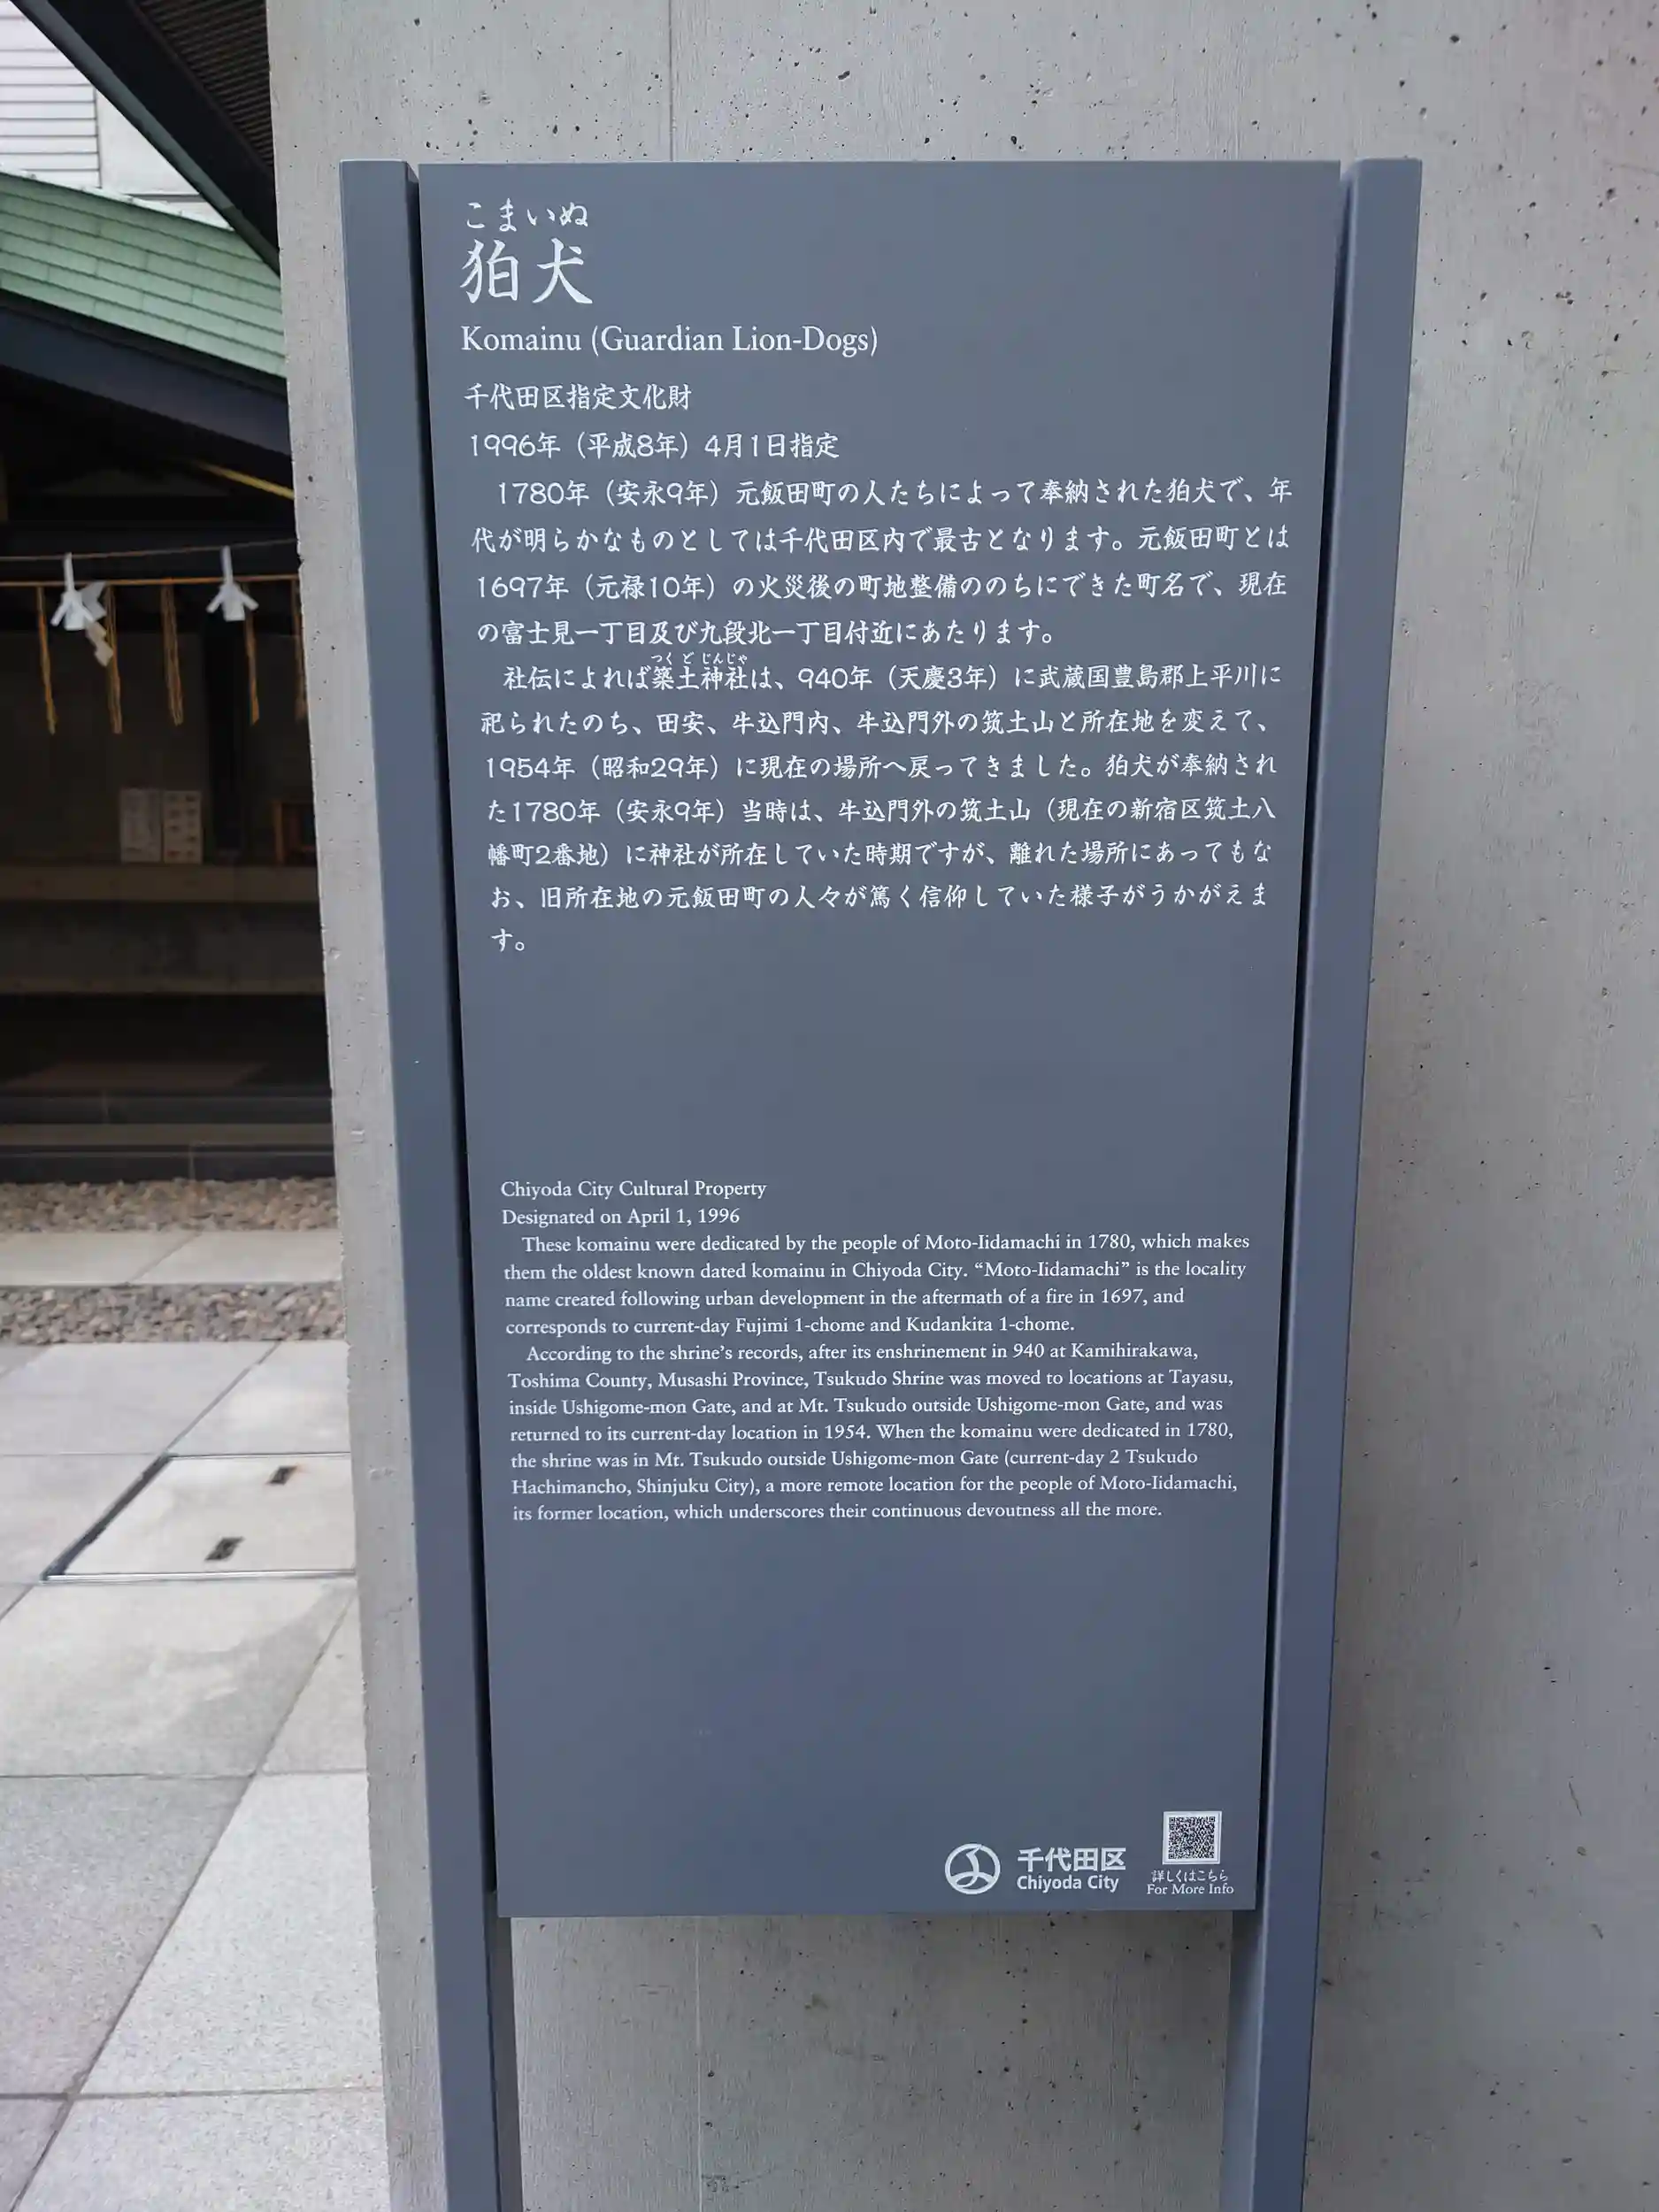 こまいぬ
狛犬
Komainu (Guardian Lion-Dogs)
千代田区指定文化財
1996年（平成8年）4月1日指定
1780年（安永9年）元飯田町の人たちによって奉納された狛犬で、年
代が明らかなものとしては千代田区内で最古となります。元飯田町とは
1697年（元禄10年）の火災後の町地整備ののちにできた町名で、現在
の富士見一丁目及び九段北一丁目付近にあたります。
つくどじんじゃ
社伝によれば築土神社は、940年（天慶3年）に武蔵国豊島郡上平川に
祀られたのち、田安、牛込門内、牛込門外の筑土山と所在地を変えて、
1954年（昭和29年）に現在の場所へ戻ってきました。狛犬が奉納され
た1780年（安永9年）当時は、牛込門外の筑土山（現在の新宿区筑土八
幡町2番地）に神社が所在していた時期ですが、離れた場所にあってもな
お、旧所在地の元飯田町の人々が篤く信仰していた様子がうかがえま
す。
Chiyoda City Cultural Property
Designated on April 1, 1996
These komainu were dedicated by the people of Moto-Iidamachi in 1780, which makes
them the oldest known dated komainu in Chiyoda City. “Moto-Iidamachi” is the locality
name created following urban development in the aftermath of a fire in 1697, and
corresponds to current-day Fujimi 1-chome and Kudankita 1-chome.
According to the shrine’s records, after its enshrinement in 940 at Kamihirakawa,
Toshima County, Musashi Province, Tsukudo Shrine was moved to locations at Tayasu,
inside Ushigome-mon Gate, and at Mt. Tsukudo outside Ushigome-mon Gate, and was
returned to its current-day location in 1954. When the komainu were dedicated in 1780,
the shrine was in Mt. Tsukudo outside Ushigome-mon Gate (current-day 2 Tsukudo
Hachimancho, Shinjuku City), a more remote location for the people of Moto-Iidamachi,
its former location, which underscores their continuous devoutness all the more.
千代田区
Chiyoda City
詳しくはこちら
For More Info